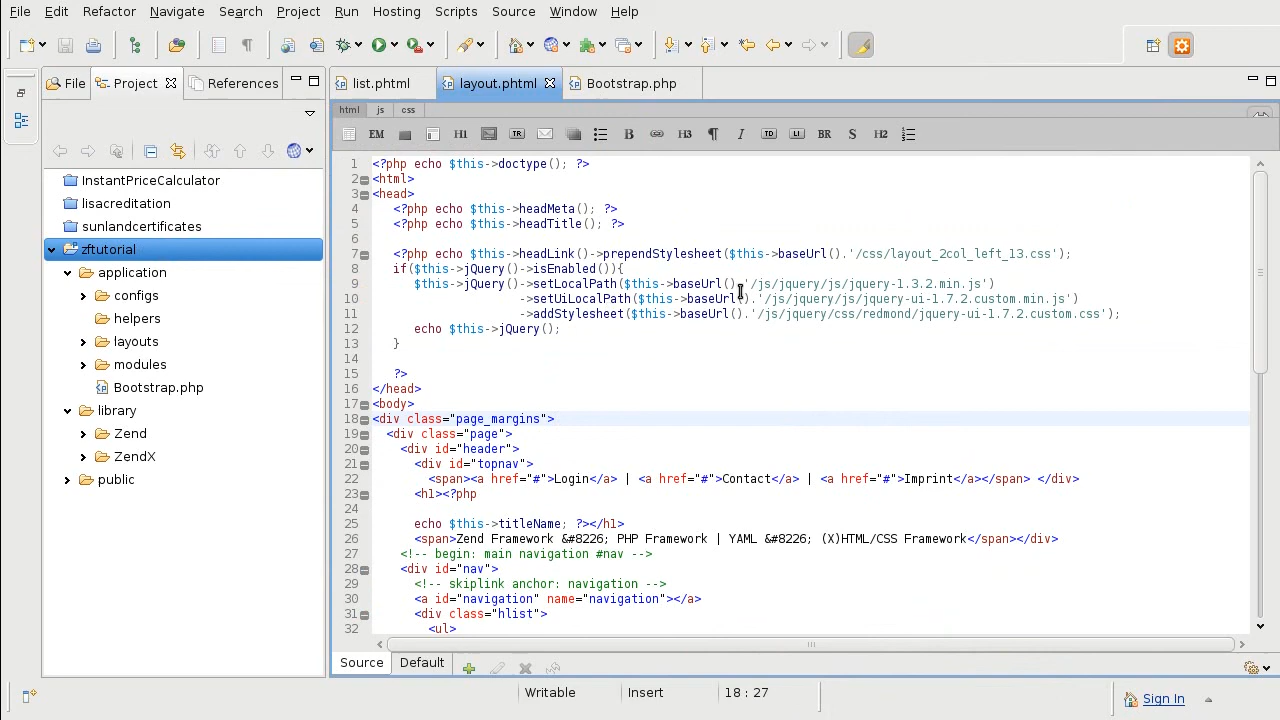 File Edit Refactor Navigate Search Project Run Hosting Scripts Source Window Help
File Project References
list.phtml layout.phtml Bootstrap.php
html js css
EM H1 TR B H3 ¶ I TD LI BR S H2
InstantPriceCalculator
lisacreditation
sunlandcertificates
zftutorial
application
configs
helpers
layouts
modules
Bootstrap.php
library
Zend
ZendX
public
1 <?php echo $this->doctype(); ?>
2 <html>
3 <head>
4 <?php echo $this->headMeta(); ?>
5 <?php echo $this->headTitle(); ?>
6
7 <?php echo $this->headLink()->prependStylesheet($this->baseUrl().'/css/layout_2col_left_13.css');
8 if($this->jQuery()->isEnabled()){
9 $this->jQuery()->setLocalPath($this->baseUrl().'/js/jquery/js/jquery-1.3.2.min.js')
10 ->setUiLocalPath($this->baseUrl().'/js/jquery/js/jquery-ui-1.7.2.custom.min.js')
11 ->addStylesheet($this->baseUrl().'/js/jquery/css/redmond/jquery-ui-1.7.2.custom.css');
12 echo $this->jQuery();
13 }
14
15 ?>
16 </head>
17 <body>
18 <div class="page_margins">
19 <div class="page">
20 <div id="header">
21 <div id="topnav">
22 <span><a href="#">Login</a> | <a href="#">Contact</a> | <a href="#">Imprint</a></span> </div>
23 <h1><?php
24
25 echo $this->titleName; ?></h1>
26 <span>Zend Framework &#8226; PHP Framework | YAML &#8226; (X)HTML/CSS Framework</span></div>
27 <!-- begin: main navigation #nav -->
28 <div id="nav">
29 <!-- skiplink anchor: navigation -->
30 <a id="navigation" name="navigation"></a>
31 <div class="hlist">
32 <ul>
Source Default
Writable Insert 18 : 27 Sign In